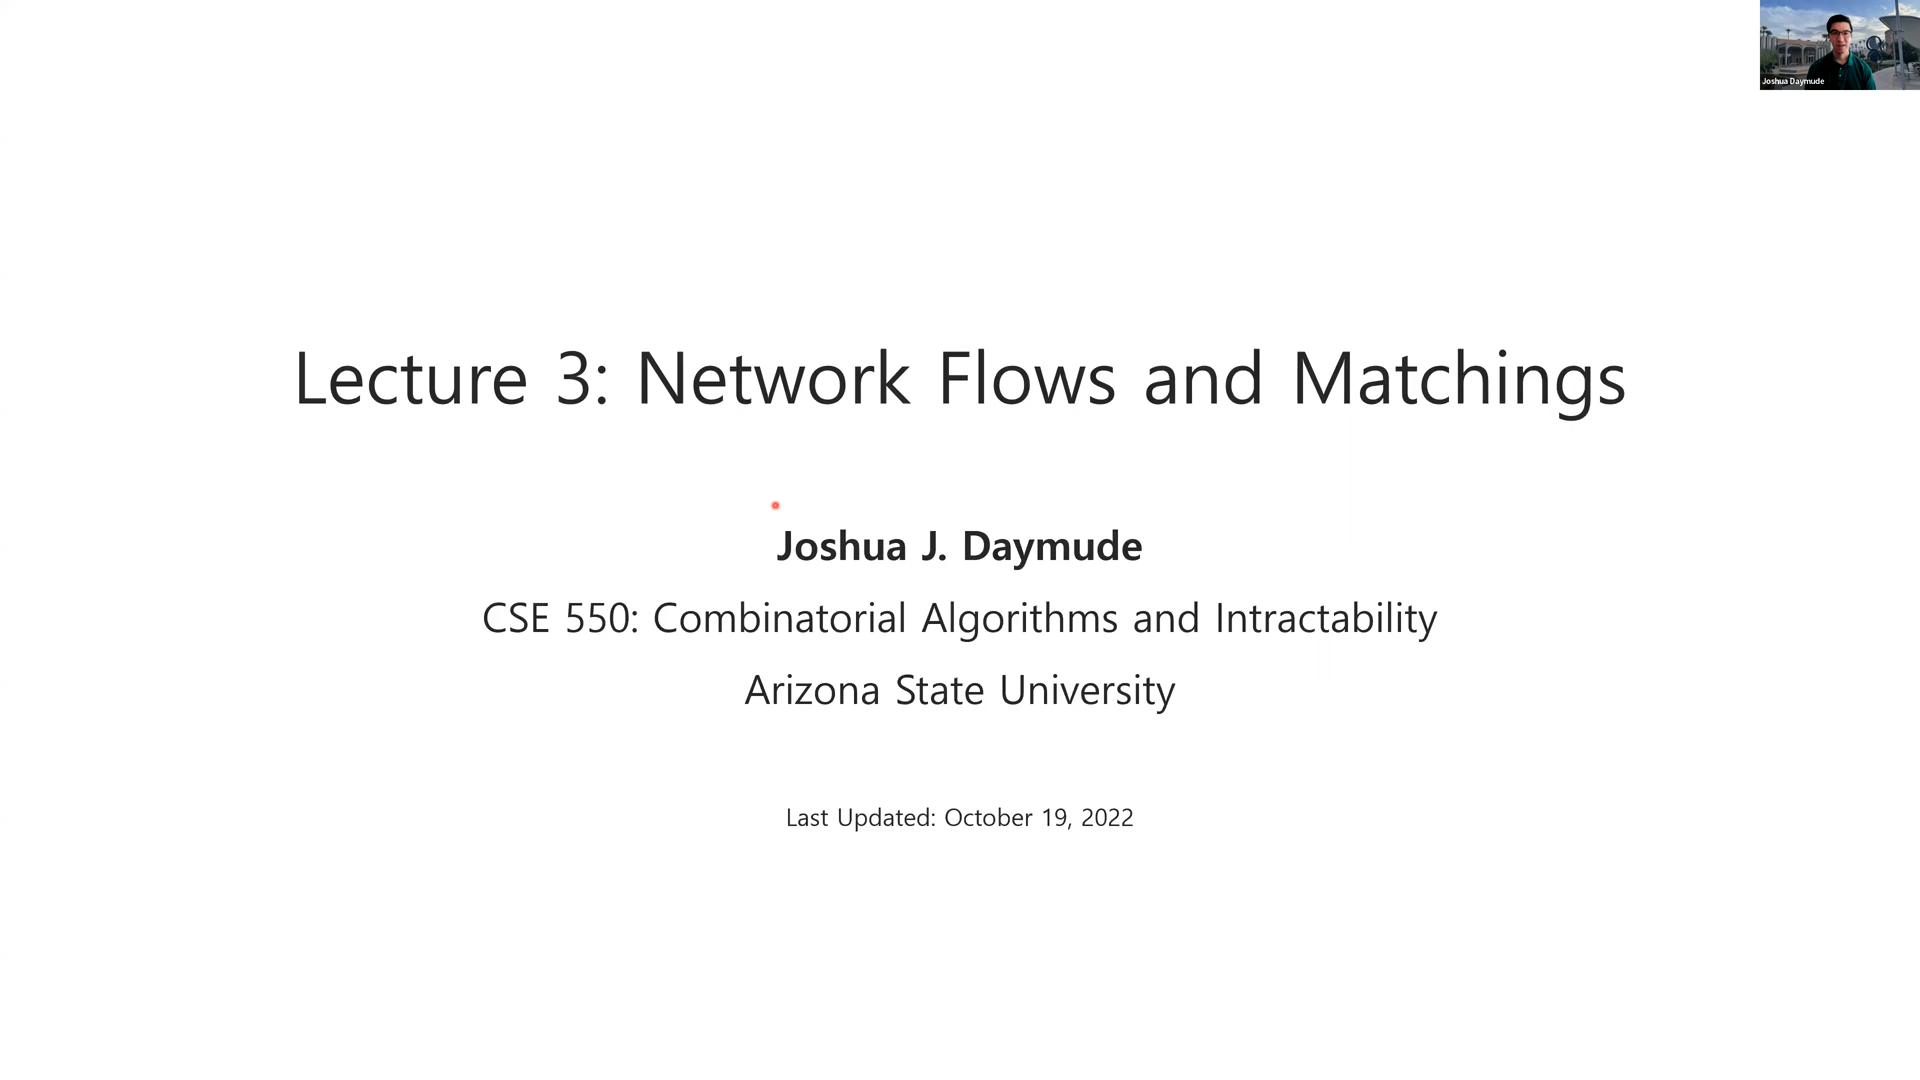 Joshua Daymude
Lecture 3: Network Flows and Matchings
Joshua J. Daymude
CSE 550: Combinatorial Algorithms and Intractability
Arizona State University
Last Updated: October 19, 2022